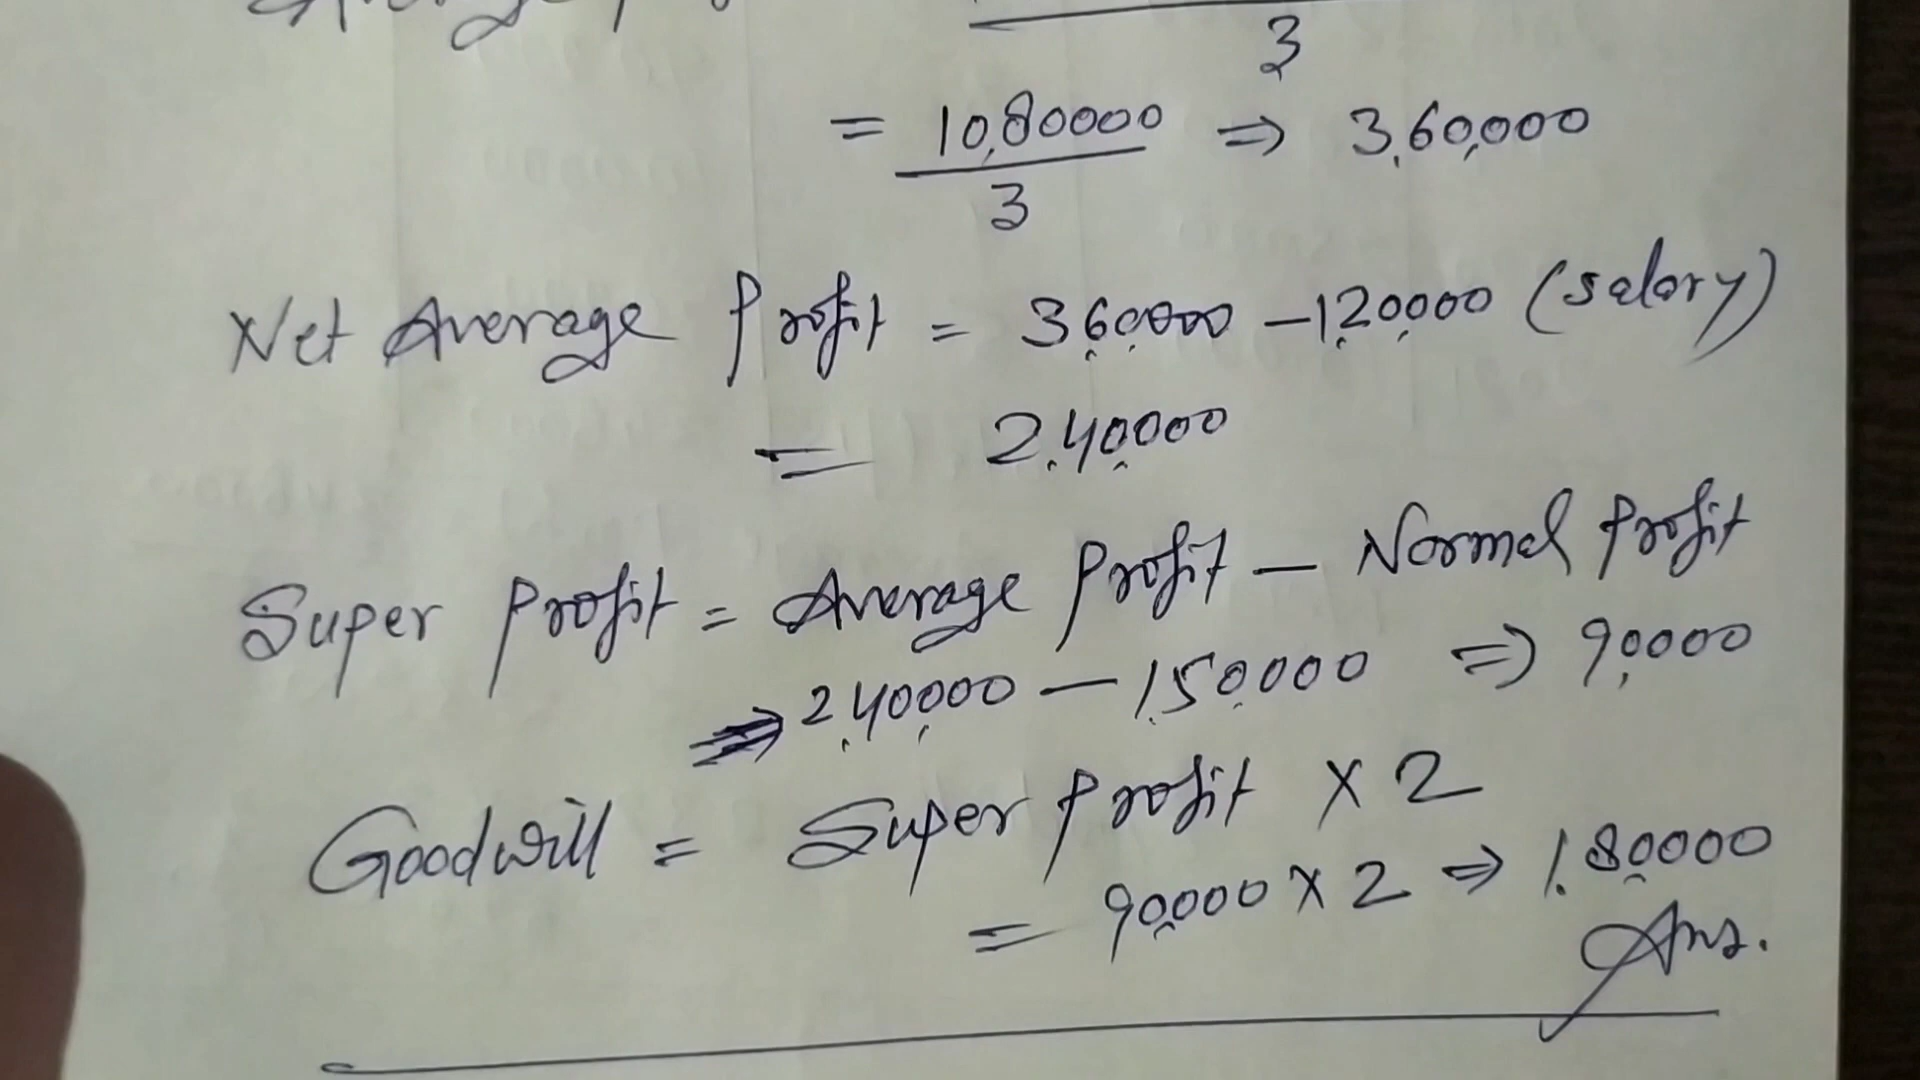 3
= 10,80000 ⇒ 3,60,000
3
Net Average Profit = 3,60,000 – 1,20,000 (salary)
= 2,40,000
Super Profit = Average Profit – Normal Profit
⇒ 2,40,000 – 1,50,000 ⇒ 90,000
Goodwill = Super Profit × 2
= 90,000 × 2 ⇒ 1,80,000
Ans.